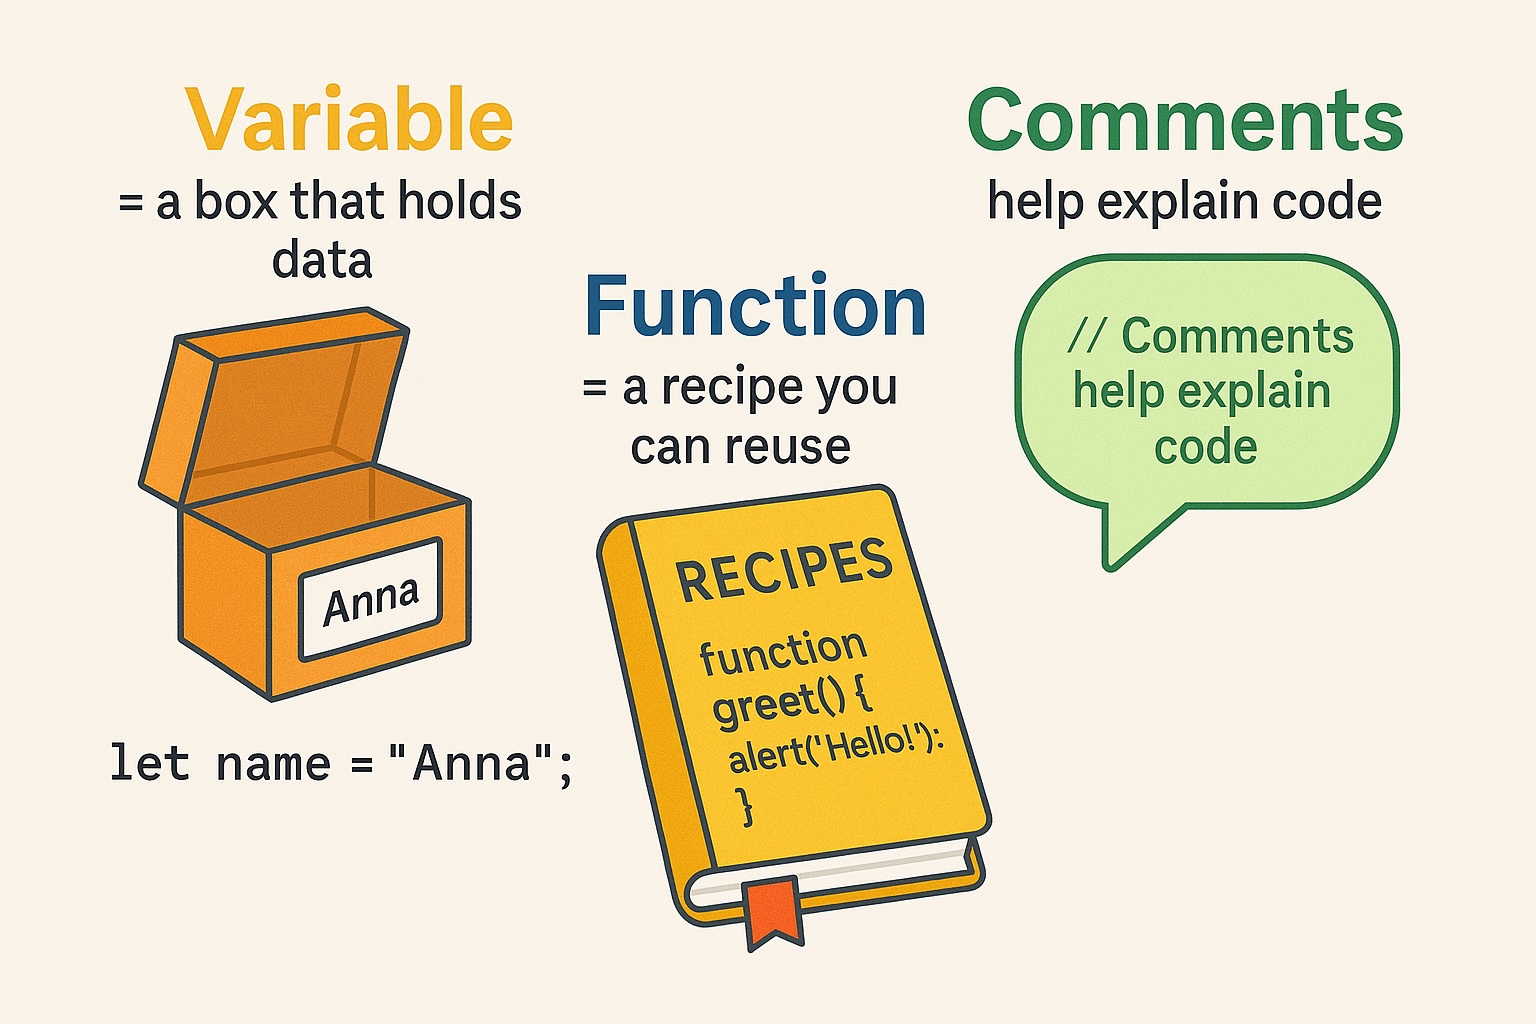 Variable
= a box that holds
data
Anna
let name = "Anna";
Function
= a recipe you
can reuse
RECIPES
function
greet() {
alert('Hello!'):
}
Comments
help explain code
// Comments
help explain
code